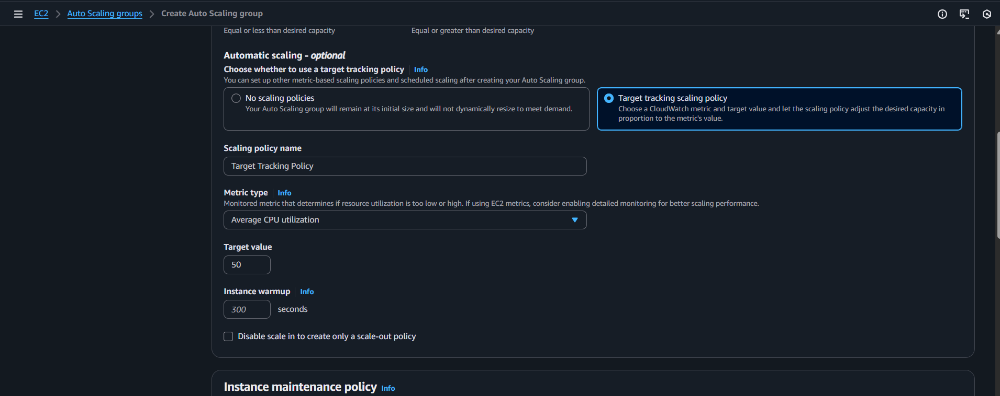 EC2 Auto Scaling groups Create Auto Scaling group
Equal or less than desired capacity Equal or greater than desired capacity
Automatic scaling - optional
Choose whether to use a target tracking policy Info
You can set up other metric-based scaling policies and scheduled scaling after creating your Auto Scaling group.
No scaling policies
Your Auto Scaling group will remain at its initial size and will not dynamically resize to meet demand.
Target tracking scaling policy
Choose a CloudWatch metric and target value and let the scaling policy adjust the desired capacity in
proportion to the metric's value.
Scaling policy name
Target Tracking Policy
Metric type Info
Monitored metric that determines if resource utilization is too low or high. If using EC2 metrics, consider enabling detailed monitoring for better scaling performance.
Average CPU utilization
Target value
50
Instance warmup Info
300 seconds
Disable scale in to create only a scale-out policy
Instance maintenance policy Info